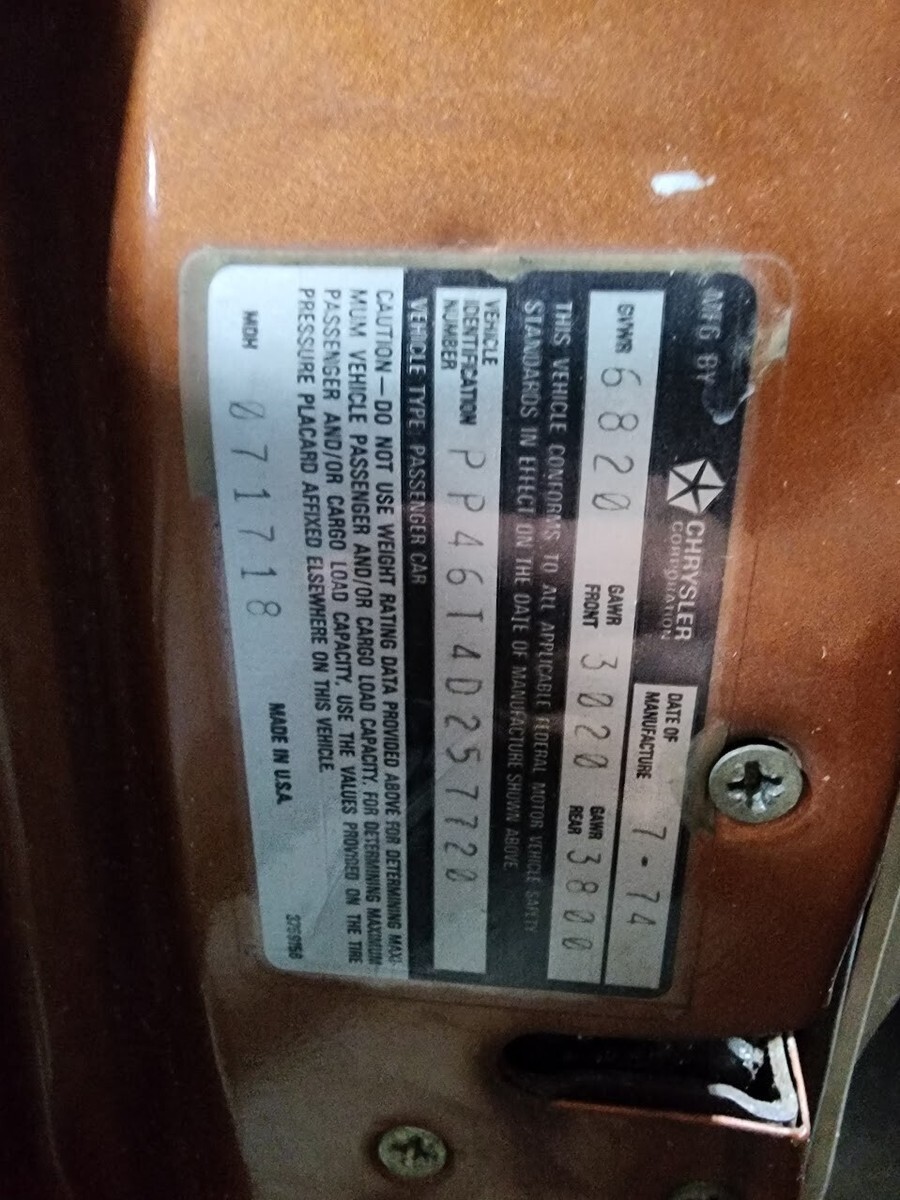 MFG BY
CHRYSLER
CORPORATION
DATE OF
MANUFACTURE 7-74
GVWR 6820
GAWR
FRONT 3020
GAWR
REAR 3800
THIS VEHICLE CONFORMS TO ALL APPLICABLE FEDERAL MOTOR VEHICLE SAFETY
STANDARDS IN EFFECT ON THE DATE OF MANUFACTURE SHOWN ABOVE.
VEHICLE
IDENTIFICATION
NUMBER PP46T4D257720
VEHICLE TYPE: PASSENGER CAR
CAUTION — DO NOT USE WEIGHT RATING DATA PROVIDED ABOVE FOR DETERMINING MAXI-
MUM VEHICLE PASSENGER AND/OR CARGO LOAD CAPACITY. FOR DETERMINING MAXIMUM
PASSENGER AND/OR CARGO LOAD CAPACITY, USE THE VALUES PROVIDED ON THE TIRE
PRESSURE PLACARD AFFIXED ELSEWHERE ON THIS VEHICLE.
MDH 071718 MADE IN U.S.A.